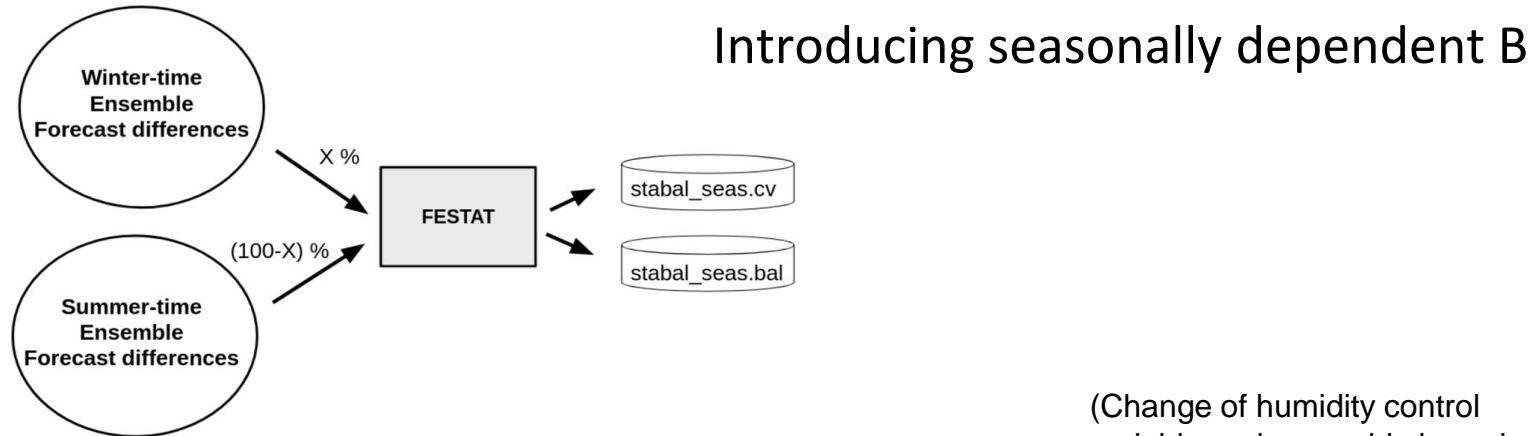 Introducing seasonally dependent B
Winter-time
Ensemble
Forecast differences
X %
FESTAT
stabal_seas.cv
(100-X) %
stabal_seas.bal
Summer-time
Ensemble
Forecast differences
(Change of humidity control